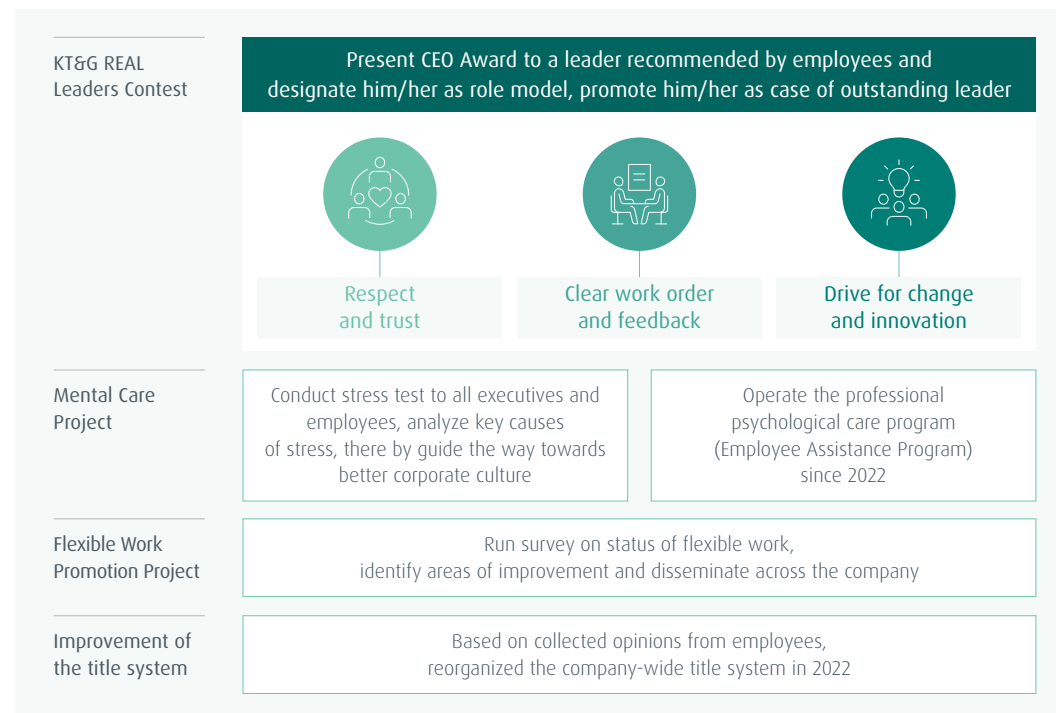 KT&G REAL
Leaders Contest
Present CEO Award to a leader recommended by employees and
designate him/her as role model, promote him/her as case of outstanding leader
Respect
and trust
Clear work order
and feedback
Drive for change
and innovation
Mental Care
Project
Conduct stress test to all executives and
employees, analyze key causes
of stress, there by guide the way towards
better corporate culture
Operate the professional
psychological care program
(Employee Assistance Program)
since 2022
Flexible Work
Promotion Project
Run survey on status of flexible work,
identify areas of improvement and disseminate across the company
Improvement of
the title system
Based on collected opinions from employees,
reorganized the company-wide title system in 2022